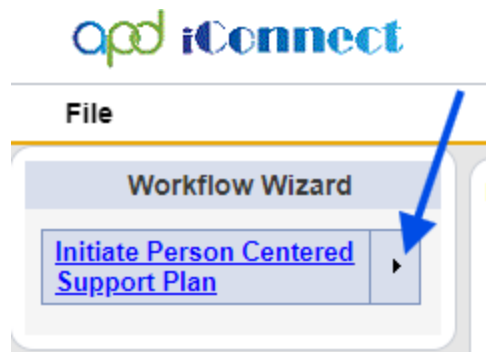 apd iConnect
File
Workflow Wizard
Initiate Person Centered
Support Plan